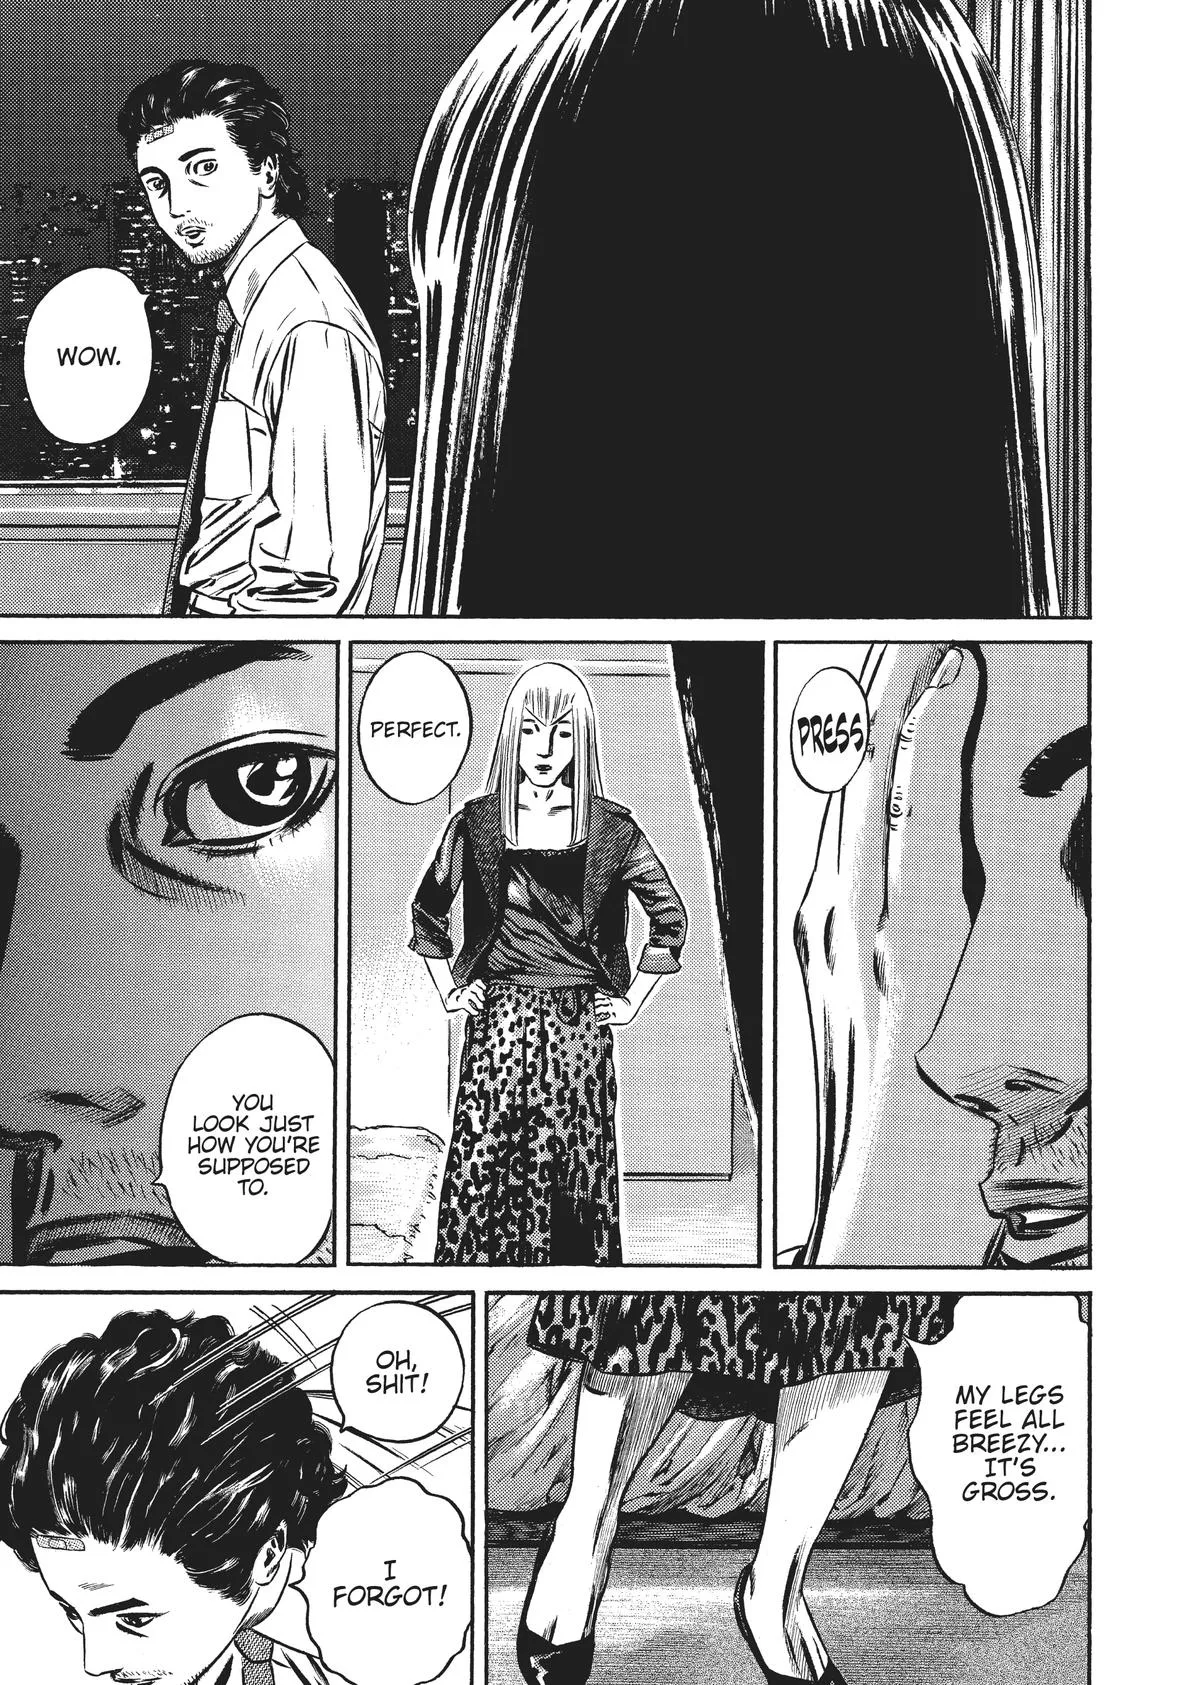 WOW.
PRESS
PERFECT.
YOU
LOOK JUST
HOW YOU'RE
SUPPOSED
TO.
MY LEGS
FEEL ALL
BREEZY...
IT'S
GROSS.
OH,
SHIT!
I
FORGOT!